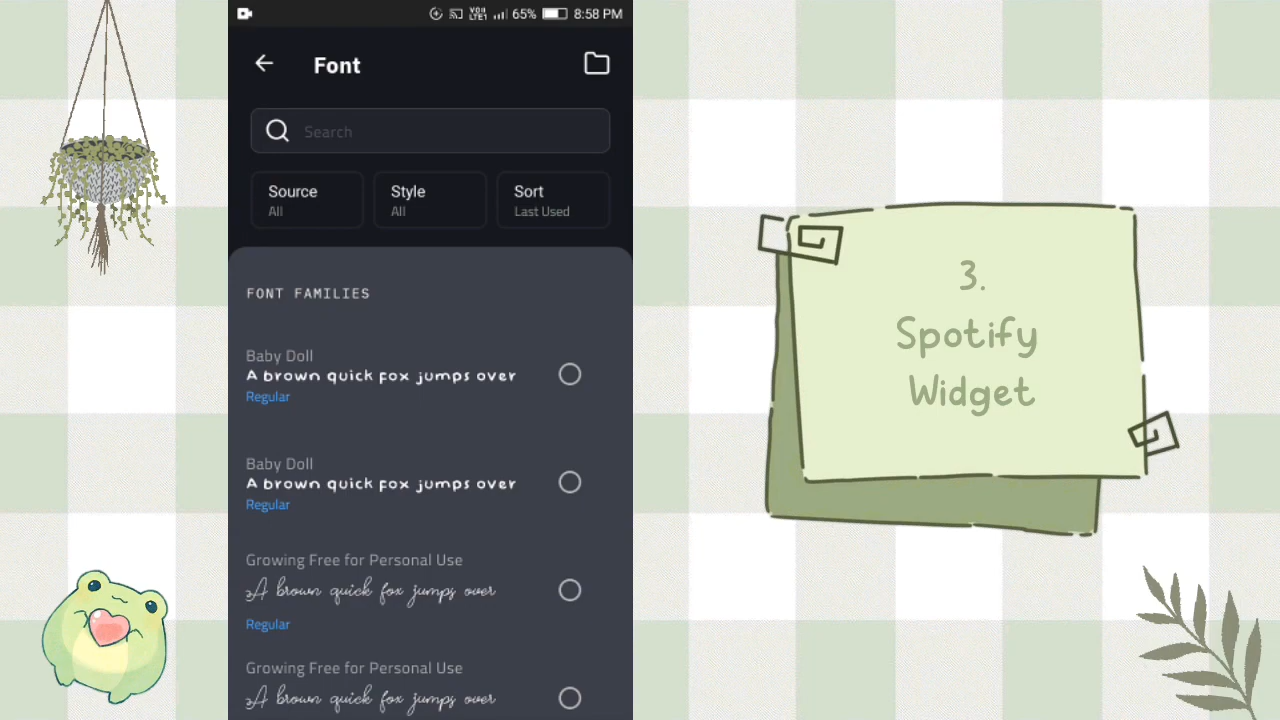 VoLTE1 65% 8:58 PM
Font
Search
Source
All
Style
All
Sort
Last Used
FONT FAMILIES
Baby Doll
A brown quick fox jumps over
Regular
Baby Doll
A brown quick fox jumps over
Regular
Growing Free for Personal Use
A brown quick fox jumps over
Regular
Growing Free for Personal Use
A brown quick fox jumps over
3.
Spotify
Widget